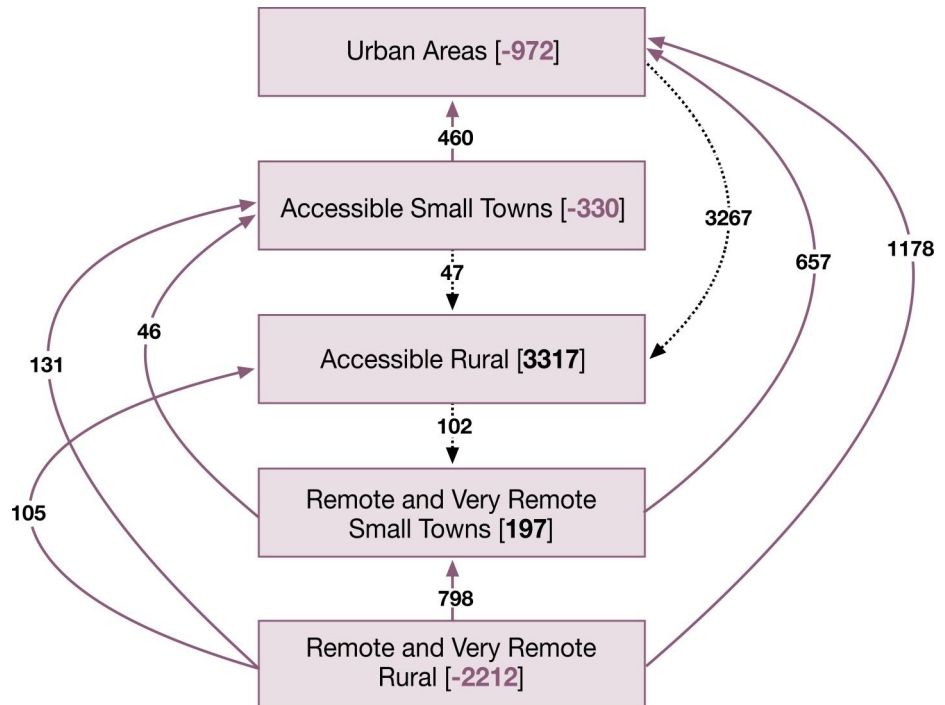 Urban Areas [-972]
460
Accessible Small Towns [-330]
3267
1178
657
47
46
131
Accessible Rural [3317]
102
105
Remote and Very Remote
Small Towns [197]
798
Remote and Very Remote
Rural [-2212]